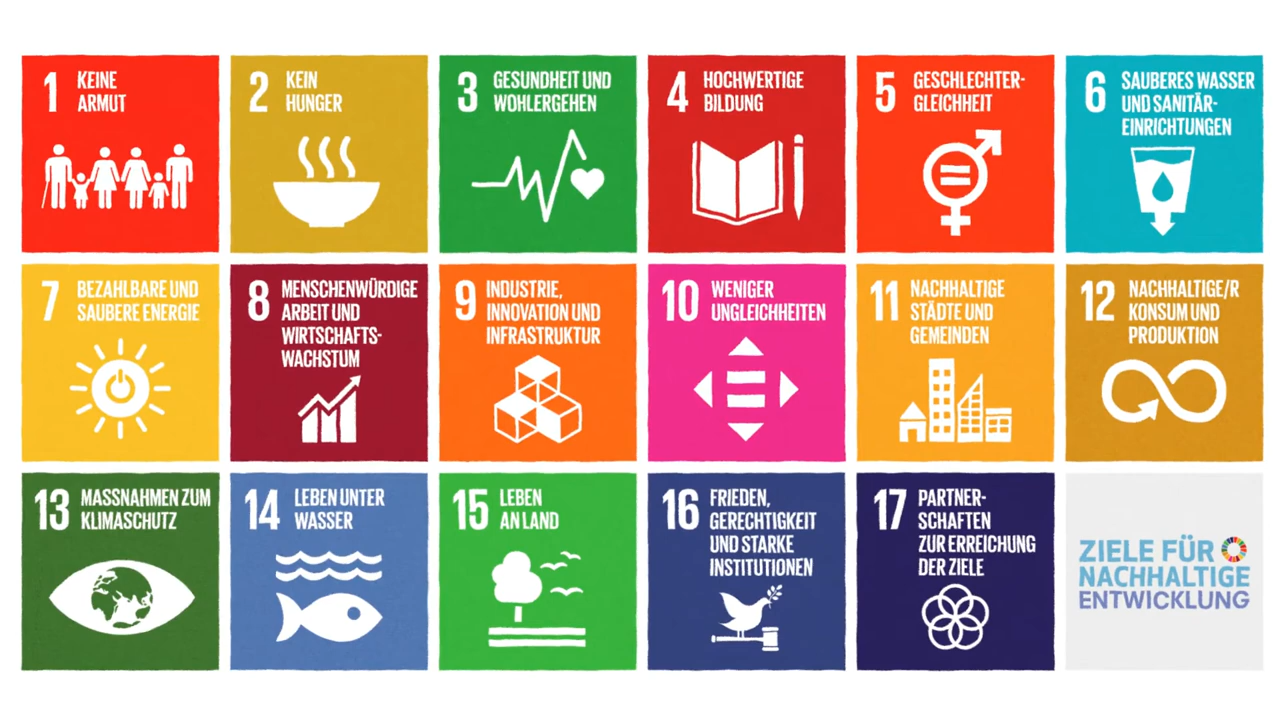 1 KEINE
ARMUT
2 KEIN
HUNGER
3 GESUNDHEIT UND
WOHLERGEHEN
4 HOCHWERTIGE
BILDUNG
5 GESCHLECHTER-
GLEICHHEIT
6 SAUBERES WASSER
UND SANITÄR-
EINRICHTUNGEN
7 BEZAHLBARE UND
SAUBERE ENERGIE
8 MENSCHENWÜRDIGE
ARBEIT UND
WIRTSCHAFTS-
WACHSTUM
9 INDUSTRIE,
INNOVATION UND
INFRASTRUKTUR
10 WENIGER
UNGLEICHHEITEN
11 NACHHALTIGE
STÄDTE UND
GEMEINDEN
12 NACHHALTIGE/R
KONSUM UND
PRODUKTION
13 MASSNAHMEN ZUM
KLIMASCHUTZ
14 LEBEN UNTER
WASSER
15 LEBEN
AN LAND
16 FRIEDEN,
GERECHTIGKEIT
UND STARKE
INSTITUTIONEN
17 PARTNER-
SCHAFTEN
ZUR ERREICHUNG
DER ZIELE
ZIELE FÜR
NACHHALTIGE
ENTWICKLUNG